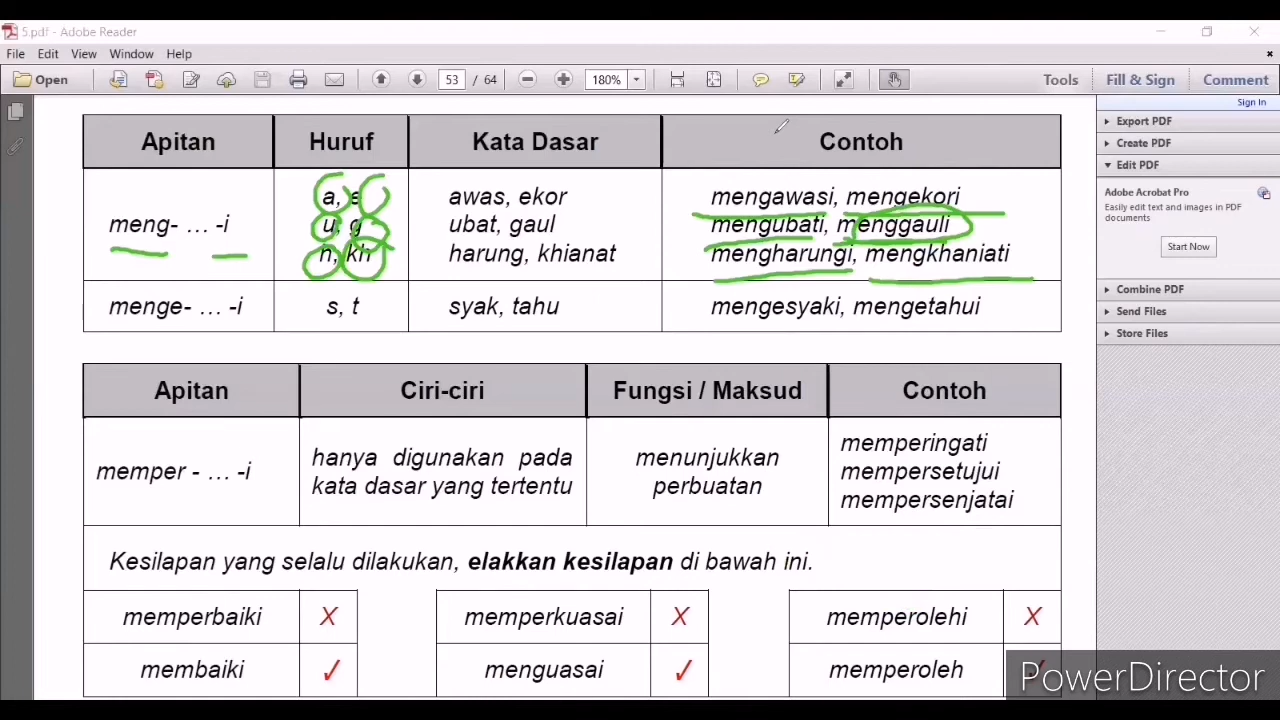 5.pdf - Adobe Reader
File Edit View Window Help
Open 53 / 64 180% Tools Fill & Sign Comment
Sign In
Export PDF
Create PDF
Edit PDF
Adobe Acrobat Pro
Easily edit text and images in PDF
documents
Start Now
Combine PDF
Send Files
Store Files
Apitan Huruf Kata Dasar Contoh
meng- … -i
a, e
u, g
h, kh
awas, ekor
ubat, gaul
harung, khianat
mengawasi, mengekori
mengubati, menggauli
mengharungi, mengkhaniati
menge- … -i s, t syak, tahu mengesyaki, mengetahui
Apitan Ciri-ciri Fungsi / Maksud Contoh
memper - … -i
hanya digunakan pada
kata dasar yang tertentu
menunjukkan
perbuatan
memperingati
mempersetujui
mempersenjatai
Kesilapan yang selalu dilakukan, elakkan kesilapan di bawah ini.
memperbaiki X memperkuasai X memperolehi X
membaiki ✓ menguasai ✓ memperoleh ✓
PowerDirector